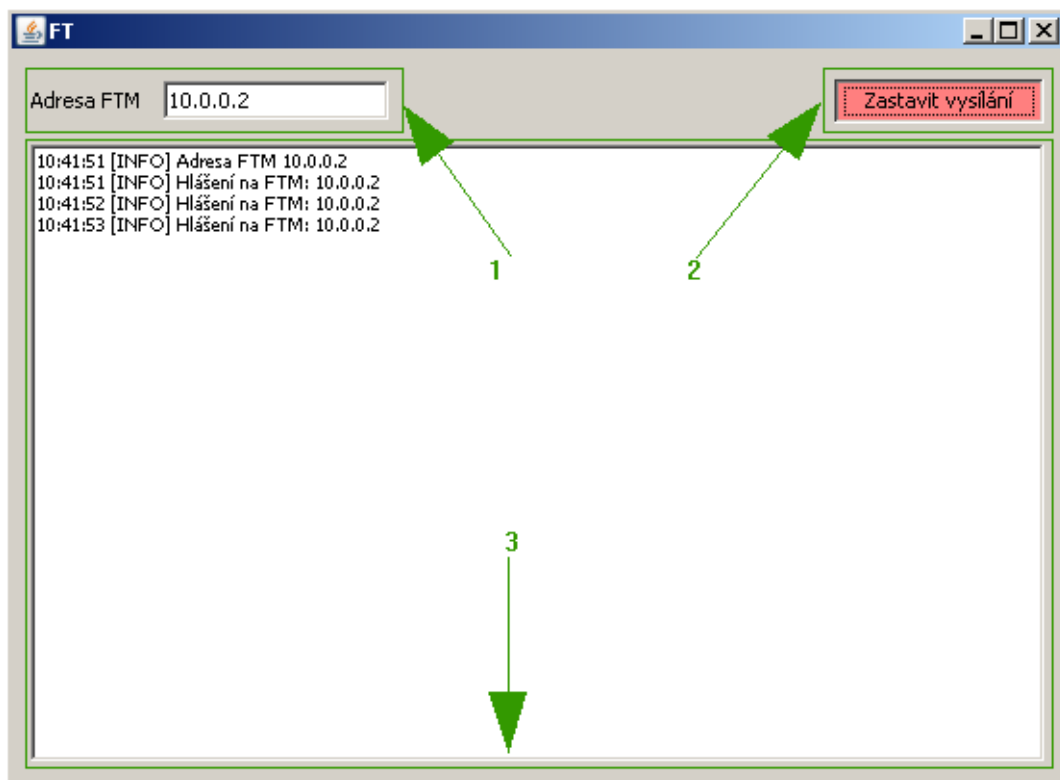 FT
Adresa FTM 10.0.0.2 Zastavit vysílání
10:41:51 [INFO] Adresa FTM 10.0.0.2
10:41:51 [INFO] Hlášení na FTM: 10.0.0.2
10:41:52 [INFO] Hlášení na FTM: 10.0.0.2
10:41:53 [INFO] Hlášení na FTM: 10.0.0.2
1 2
3